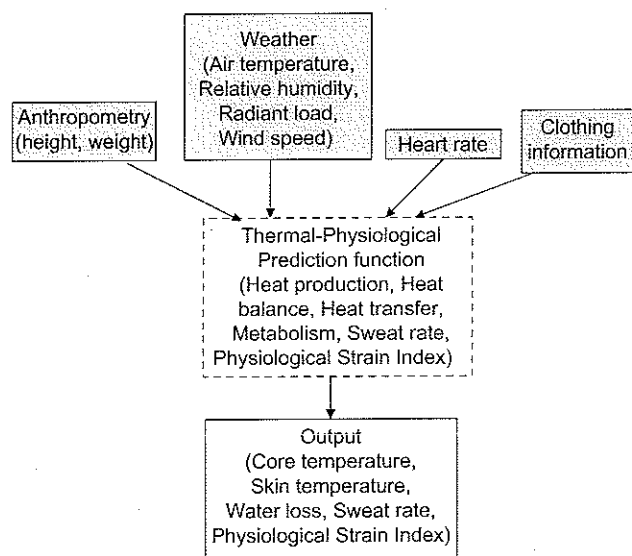 Weather
(Air temperature,
Relative humidity,
Radiant load,
Wind speed)
Anthropometry
(height, weight)
Heart rate
Clothing
information
Thermal-Physiological
Prediction function
(Heat production, Heat
balance, Heat transfer,
Metabolism, Sweat rate,
Physiological Strain Index)
Output
(Core temperature,
Skin temperature,
Water loss, Sweat rate,
Physiological Strain Index)